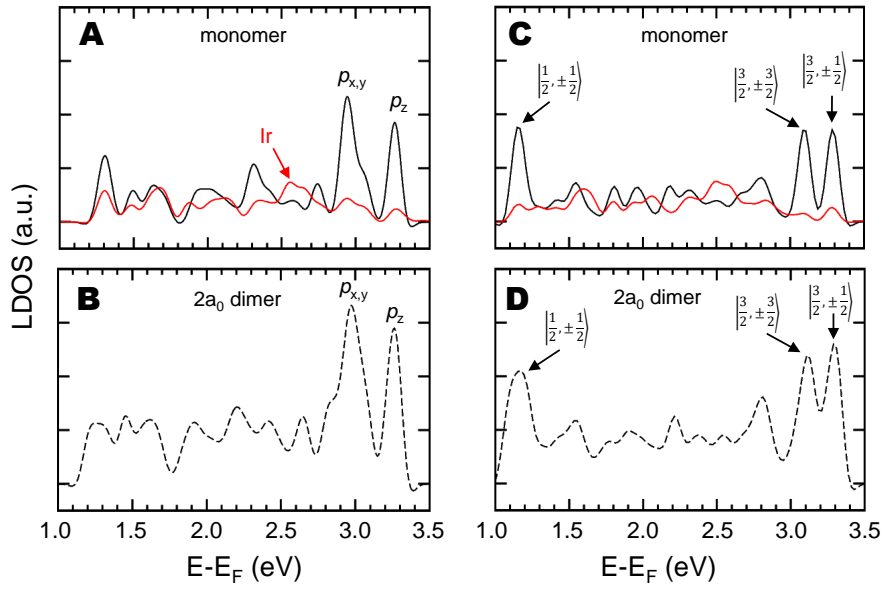 A
monomer
p_x,y
p_z
Ir
C
monomer
|1/2, ±1/2⟩
|3/2, ±3/2⟩
|3/2, ±1/2⟩
B
2a₀ dimer
p_x,y
p_z
D
2a₀ dimer
|1/2, ±1/2⟩
|3/2, ±3/2⟩
|3/2, ±1/2⟩
LDOS (a.u.)
1.0 1.5 2.0 2.5 3.0 3.5
1.0 1.5 2.0 2.5 3.0 3.5
E-E_F (eV)
E-E_F (eV)